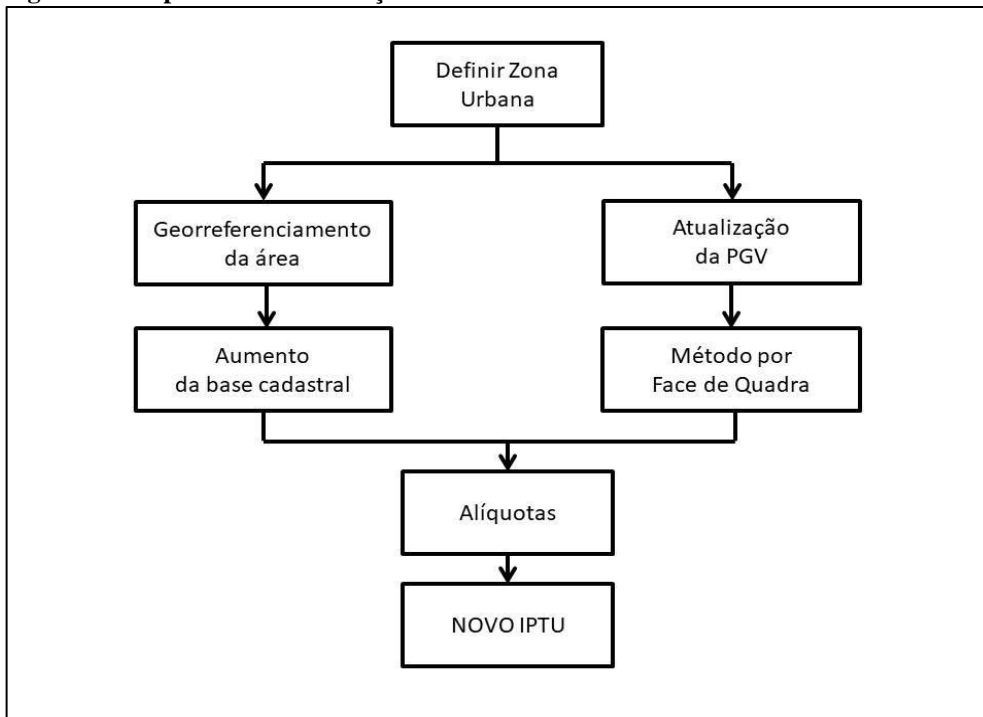 Definir Zona
Urbana
Georreferenciamento
da área
Atualização
da PGV
Aumento
da base cadastral
Método por
Face de Quadra
Alíquotas
NOVO IPTU